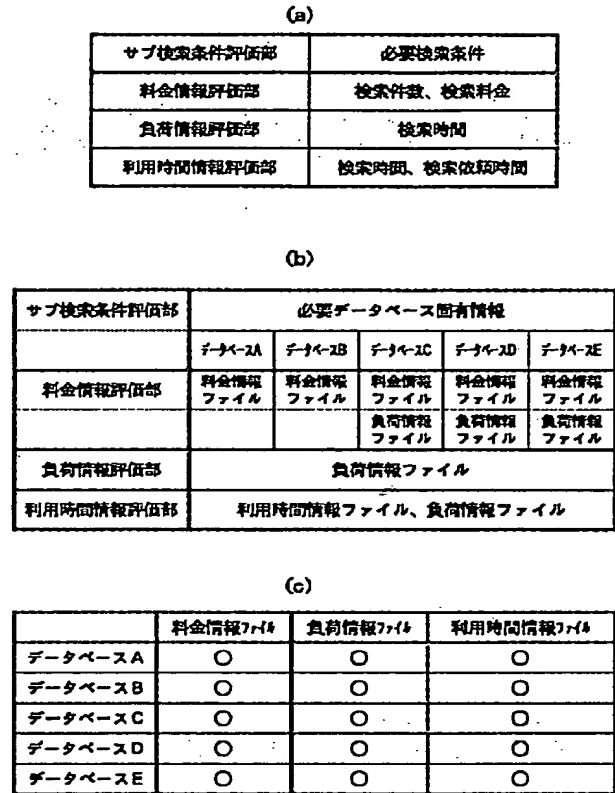 (a)
サブ検索条件評価部 必要検索条件
料金情報評価部 検索件数、検索料金
負荷情報評価部 検索時間
利用時間情報評価部 検索時間、検索依頼時間
(b)
サブ検索条件評価部 必要データベース固有情報
データベースA データベースB データベースC データベースD データベースE
料金情報評価部 料金情報ファイル 料金情報ファイル 料金情報ファイル 料金情報ファイル 料金情報ファイル
負荷情報ファイル 負荷情報ファイル 負荷情報ファイル
負荷情報評価部 負荷情報ファイル
利用時間情報評価部 利用時間情報ファイル、負荷情報ファイル
(c)
料金情報ファイル 負荷情報ファイル 利用時間情報ファイル
データベースA ○ ○ ○
データベースB ○ ○ ○
データベースC ○ ○ ○
データベースD ○ ○ ○
データベースE ○ ○ ○